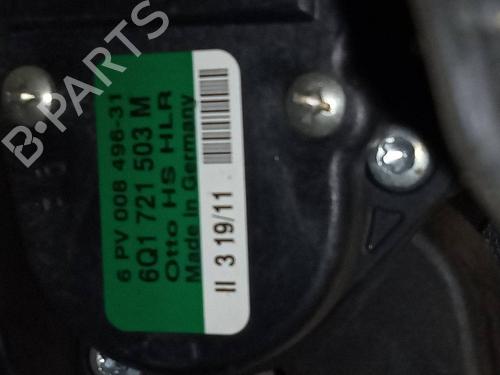 B-PARTS
6 PV 008 496-31
6Q1 721 503 M
Otto HS HLR
Made in Germany
II 319/11